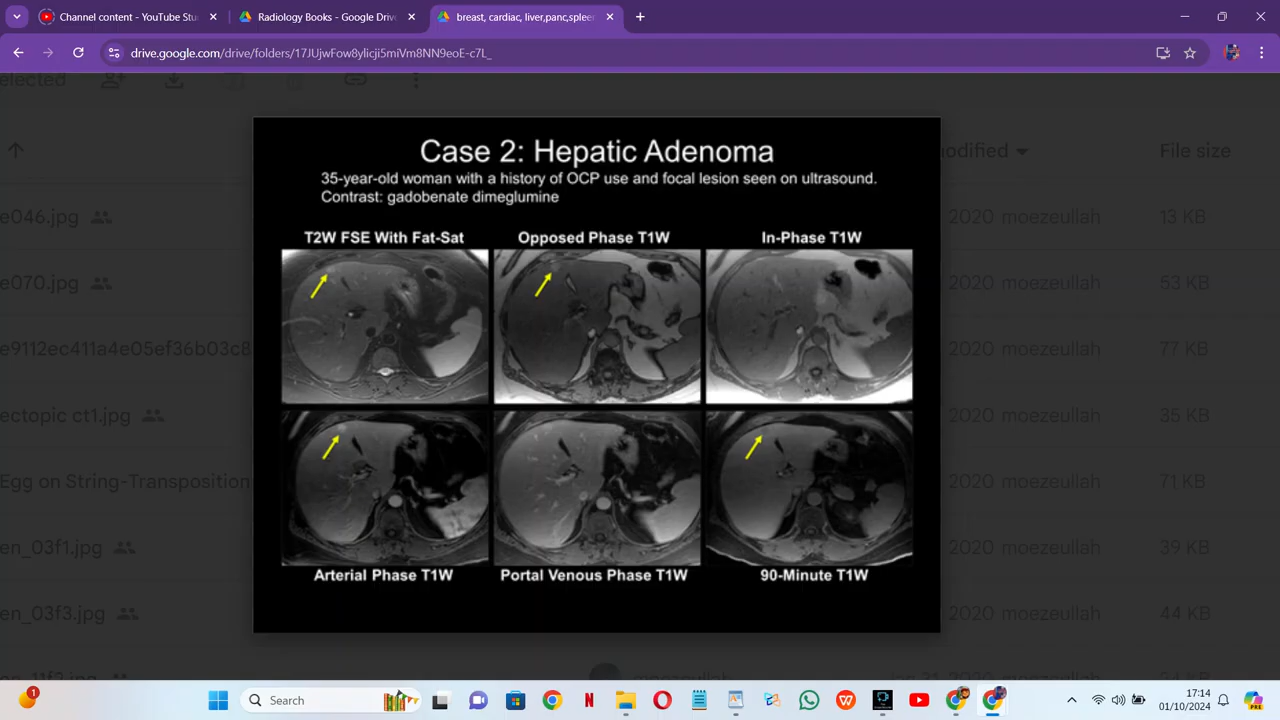 Channel content - YouTube Stu
Radiology Books - Google Drive
breast, cardiac, liver,panc,spleen
drive.google.com/drive/folders/17JUjwFow8ylicji5miVm8NN9eoE-c7L_
elected
odified
File size
e046.jpg
2020 moezeullah
13 KB
e070.jpg
2020 moezeullah
53 KB
e9112ec411a4e05ef36b03c8
2020 moezeullah
77 KB
ectopic ct1.jpg
2020 moezeullah
35 KB
Egg on String-Transposition
2020 moezeullah
71 KB
en_03f1.jpg
2020 moezeullah
39 KB
en_03f3.jpg
2020 moezeullah
44 KB
Case 2: Hepatic Adenoma
35-year-old woman with a history of OCP use and focal lesion seen on ultrasound.
Contrast: gadobenate dimeglumine
T2W FSE With Fat-Sat
Opposed Phase T1W
In-Phase T1W
Arterial Phase T1W
Portal Venous Phase T1W
90-Minute T1W
1
Search
17:14
01/10/2024